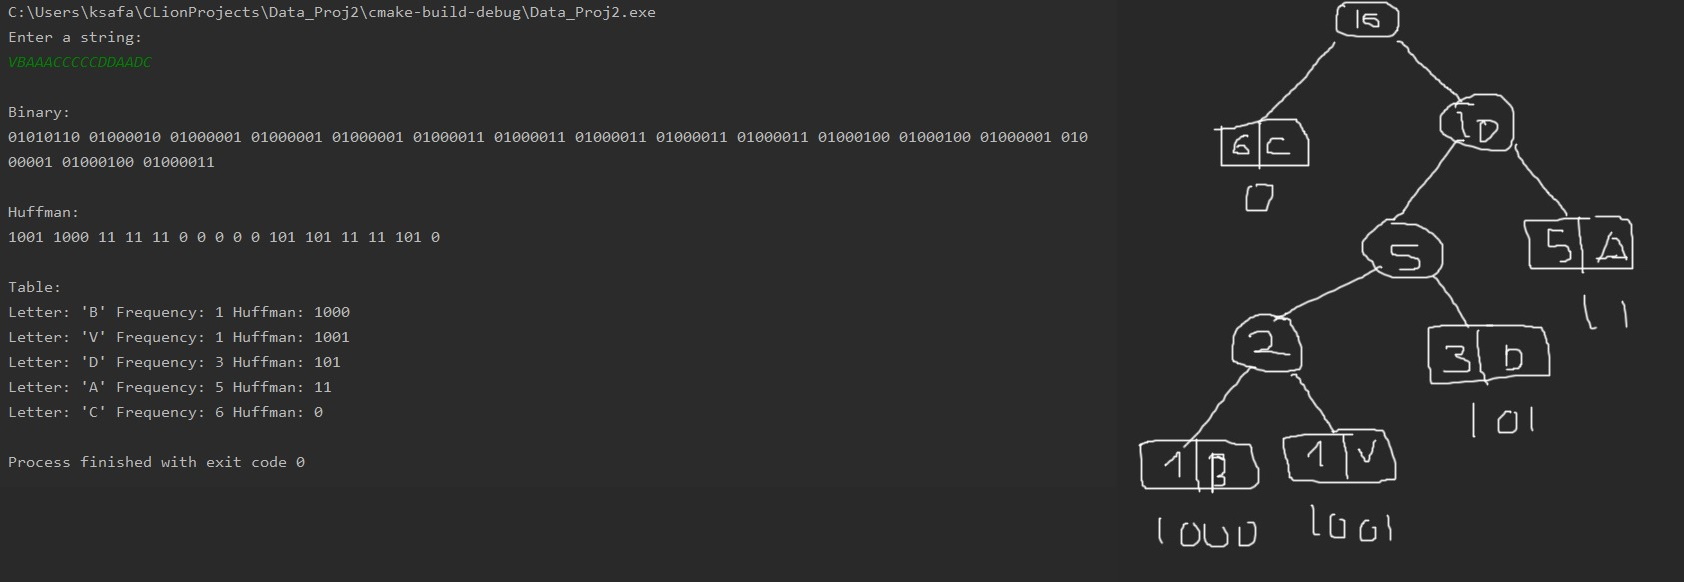 C:\Users\ksafa\CLionProjects\Data_Proj2\cmake-build-debug\Data_Proj2.exe
Enter a string:
VBAAACCCCCDDAADC
Binary:
01010110 01000010 01000001 01000001 01000001 01000011 01000011 01000011 01000011 01000011 01000100 01000100 01000001 010
00001 01000100 01000011
Huffman:
1001 1000 11 11 11 0 0 0 0 0 101 101 11 11 101 0
Table:
Letter: 'B' Frequency: 1 Huffman: 1000
Letter: 'V' Frequency: 1 Huffman: 1001
Letter: 'D' Frequency: 3 Huffman: 101
Letter: 'A' Frequency: 5 Huffman: 11
Letter: 'C' Frequency: 6 Huffman: 0
Process finished with exit code 0
16
6 C
10
0
5
5 A
11
2
3 D
101
1 B
1 V
1000
1001